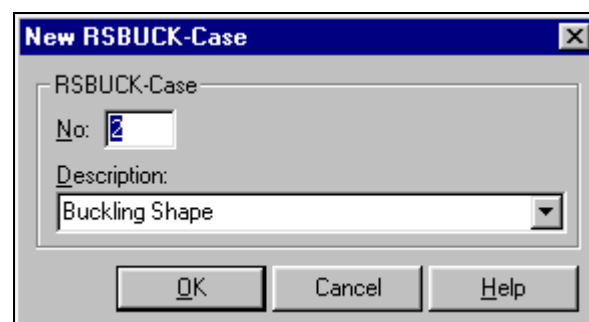 New RSBUCK-Case
RSBUCK-Case
No: 2
Description:
Buckling Shape
OK Cancel Help